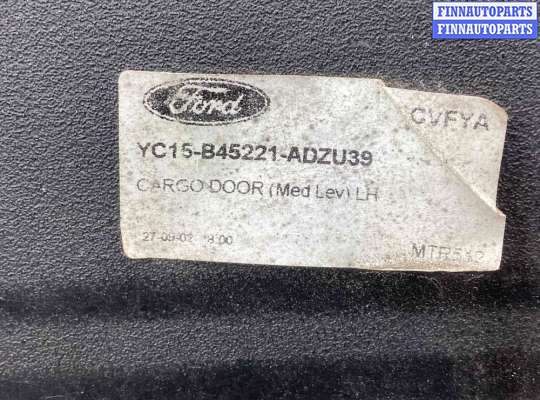 FINNAUTOPARTS
FINNAUTOPARTS
Ford
CVFYA
YC15-B45221-ADZU39
CARGO DOOR (Med Lev) LH
27-09-02